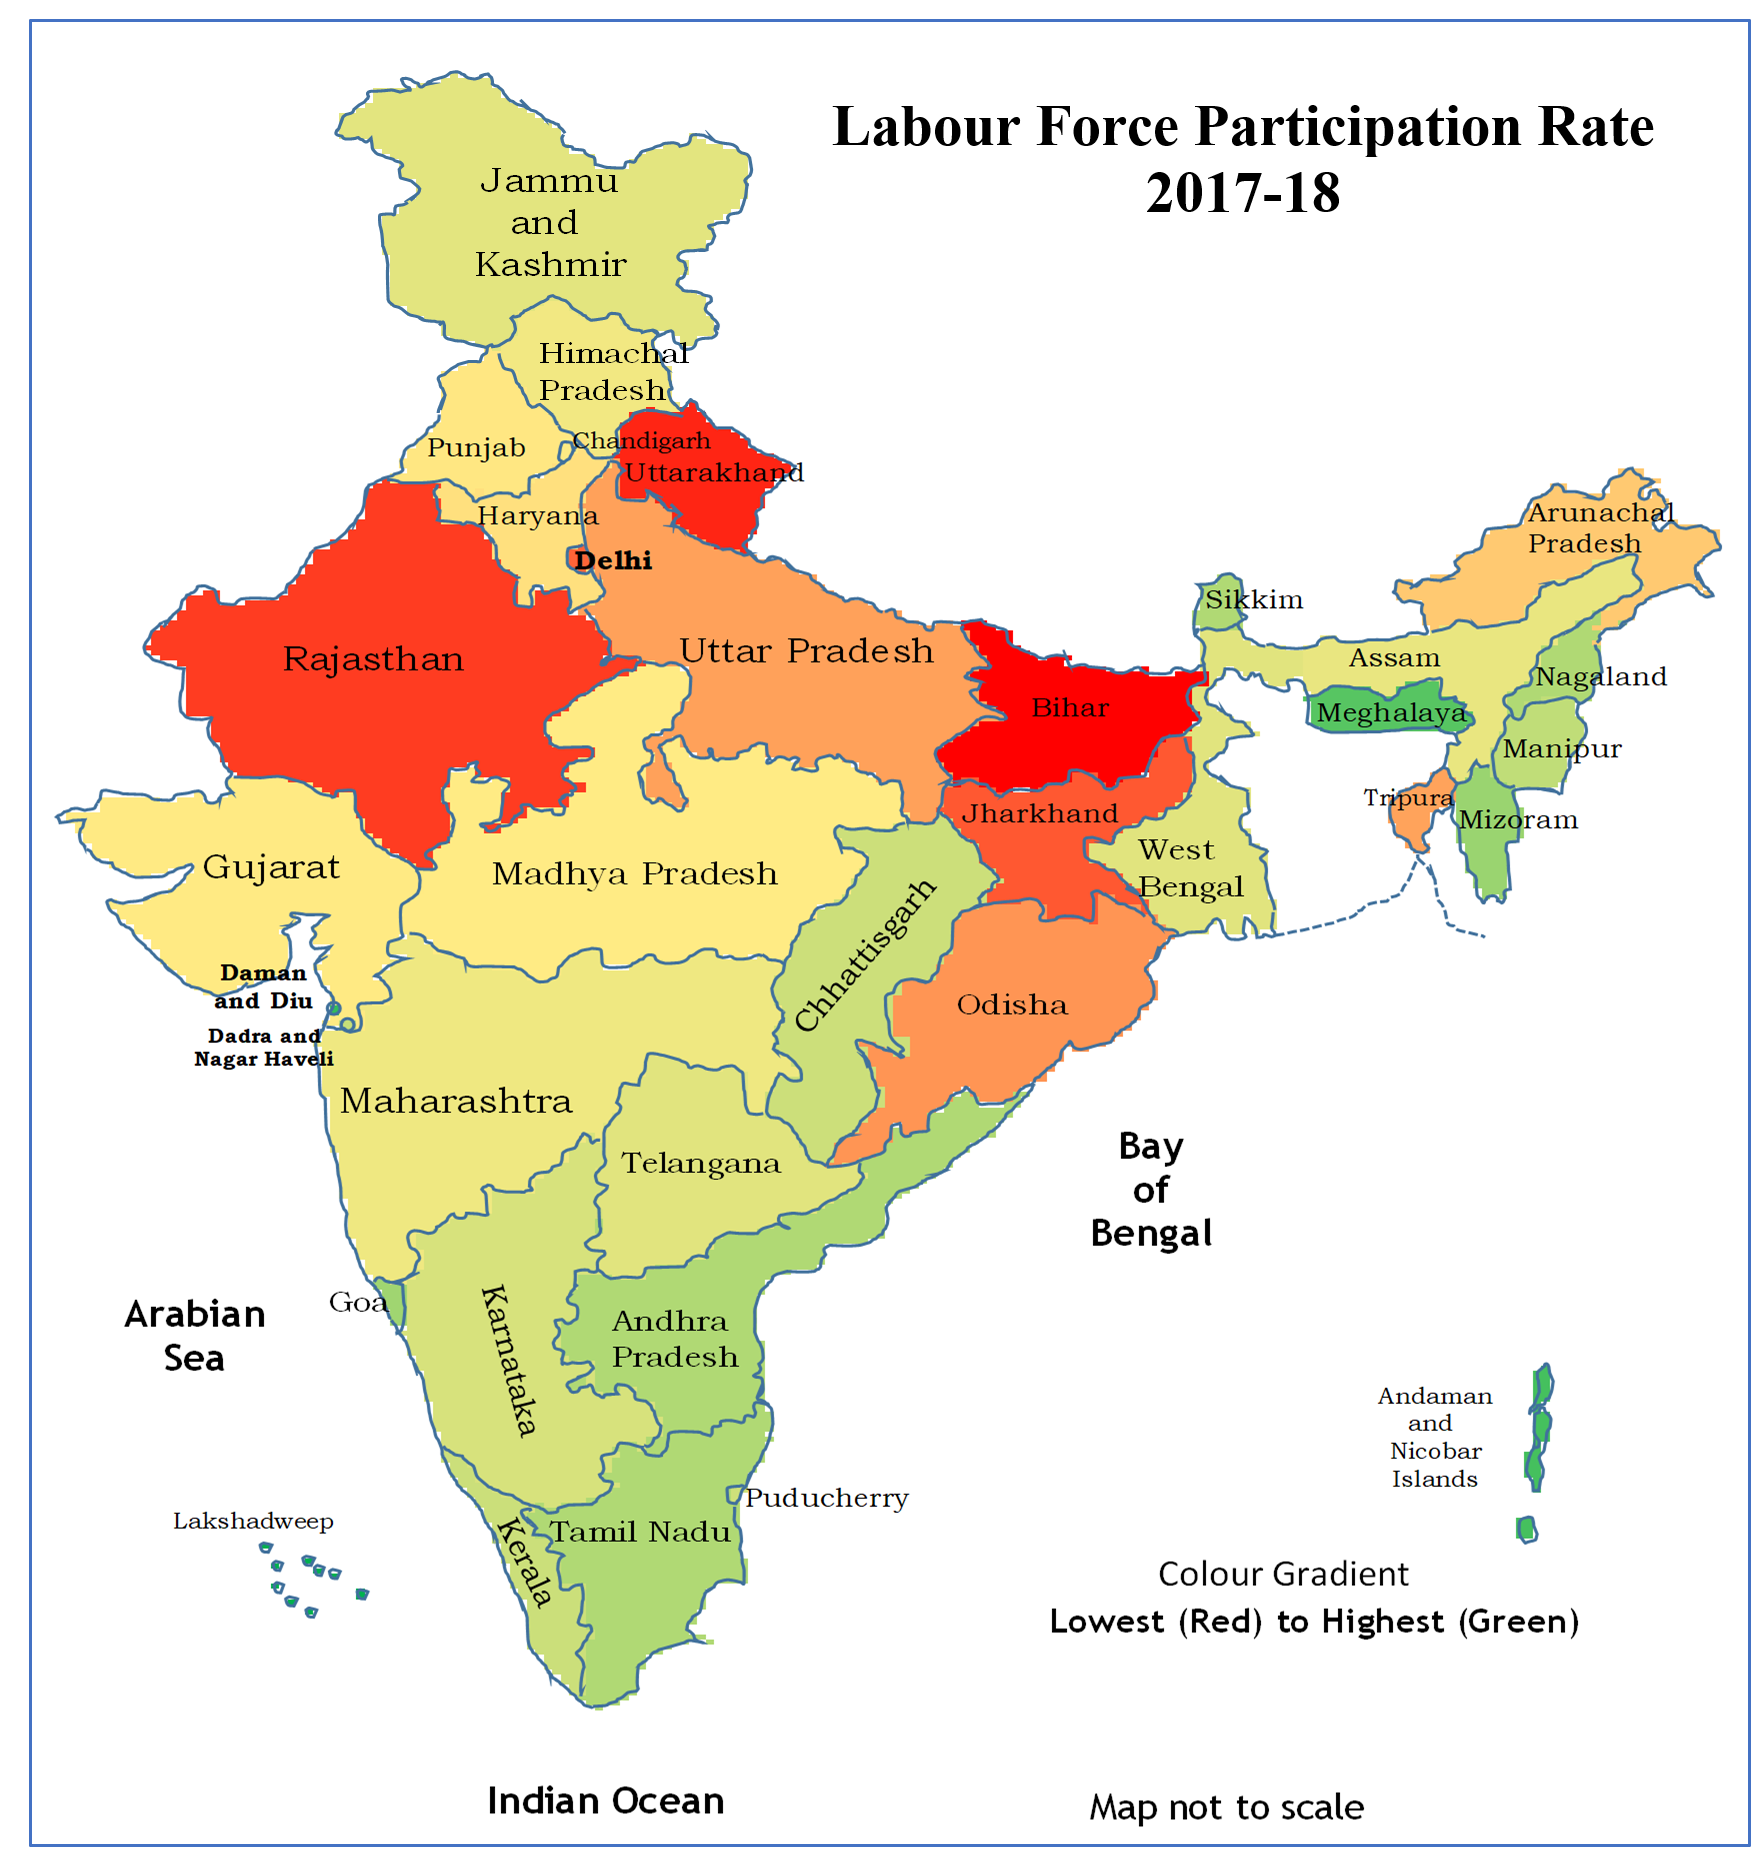 Labour Force Participation Rate
2017-18
Jammu
and
Kashmir
Himachal
Pradesh
Punjab
Chandigarh
Uttarakhand
Haryana
Delhi
Rajasthan
Uttar Pradesh
Bihar
Sikkim
Arunachal
Pradesh
Assam
Nagaland
Meghalaya
Manipur
Tripura
Mizoram
Jharkhand
West
Bengal
Gujarat
Madhya Pradesh
Chhattisgarh
Odisha
Daman
and Diu
Dadra and
Nagar Haveli
Maharashtra
Telangana
Bay
of
Bengal
Arabian
Sea
Goa
Karnataka
Andhra
Pradesh
Andaman
and
Nicobar
Islands
Puducherry
Lakshadweep
Kerala
Tamil Nadu
Colour Gradient
Lowest (Red) to Highest (Green)
Indian Ocean
Map not to scale